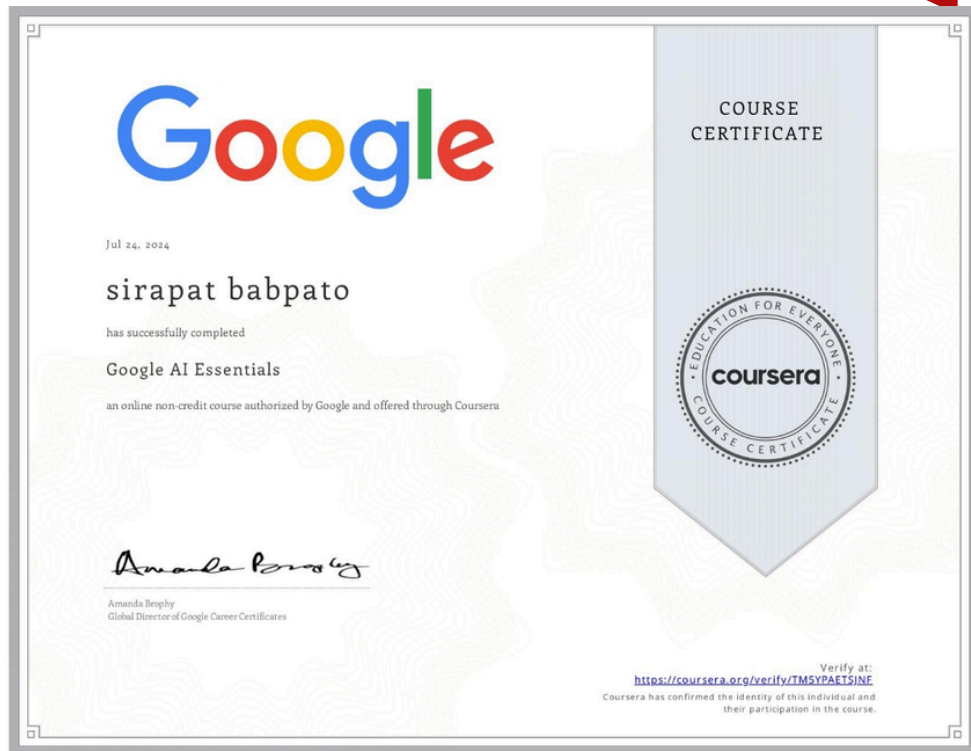 Google
COURSE
CERTIFICATE
Jul 24, 2024
sirapat babpato
has successfully completed
Google AI Essentials
an online non-credit course authorized by Google and offered through Coursera
EDUCATION FOR EVERYONE
coursera
COURSE CERTIFICATE
Amanda Brophy
Amanda Brophy
Global Director of Google Career Certificates
Verify at:
https://coursera.org/verify/TM5YPAETSJNF
Coursera has confirmed the identity of this individual and
their participation in the course.